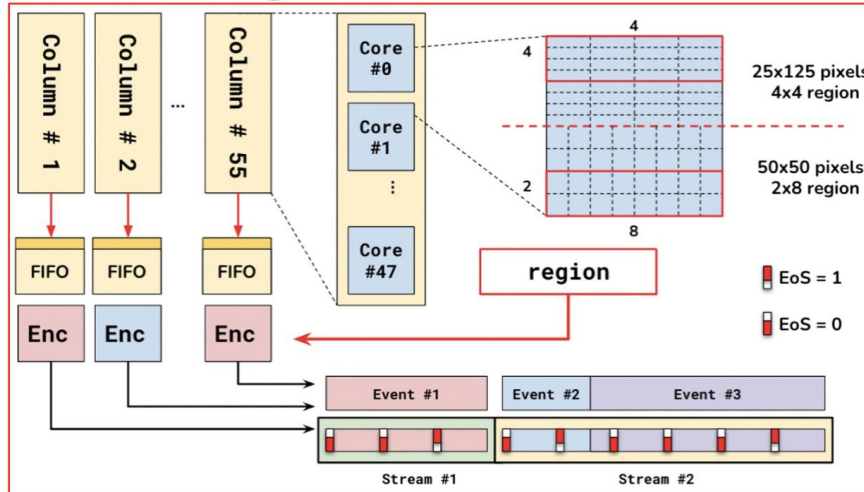 Column # 1
Column # 2
...
Column # 55
Core
#0
Core
#1
...
Core
#47
4
4
25x125 pixels
4x4 region
50x50 pixels
2x8 region
2
8
FIFO
FIFO
FIFO
region
EoS = 1
EoS = 0
Enc
Enc
Enc
Event #1
Event #2
Event #3
Stream #1
Stream #2